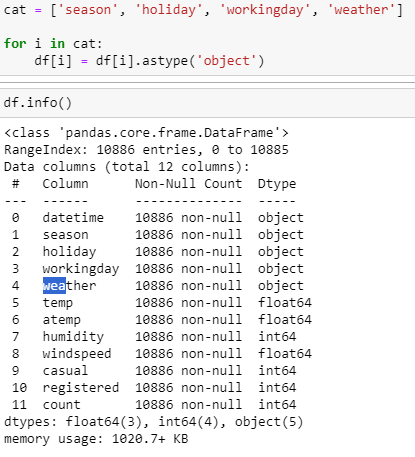 cat = ['season', 'holiday', 'workingday', 'weather']
for i in cat:
    df[i] = df[i].astype('object')
df.info()
<class 'pandas.core.frame.DataFrame'>
RangeIndex: 10886 entries, 0 to 10885
Data columns (total 12 columns):
 #   Column      Non-Null Count  Dtype
---  ------      --------------  -----
 0   datetime    10886 non-null  object
 1   season      10886 non-null  object
 2   holiday     10886 non-null  object
 3   workingday  10886 non-null  object
 4   weather     10886 non-null  object
 5   temp        10886 non-null  float64
 6   atemp       10886 non-null  float64
 7   humidity    10886 non-null  int64
 8   windspeed   10886 non-null  float64
 9   casual      10886 non-null  int64
 10  registered  10886 non-null  int64
 11  count       10886 non-null  int64
dtypes: float64(3), int64(4), object(5)
memory usage: 1020.7+ KB